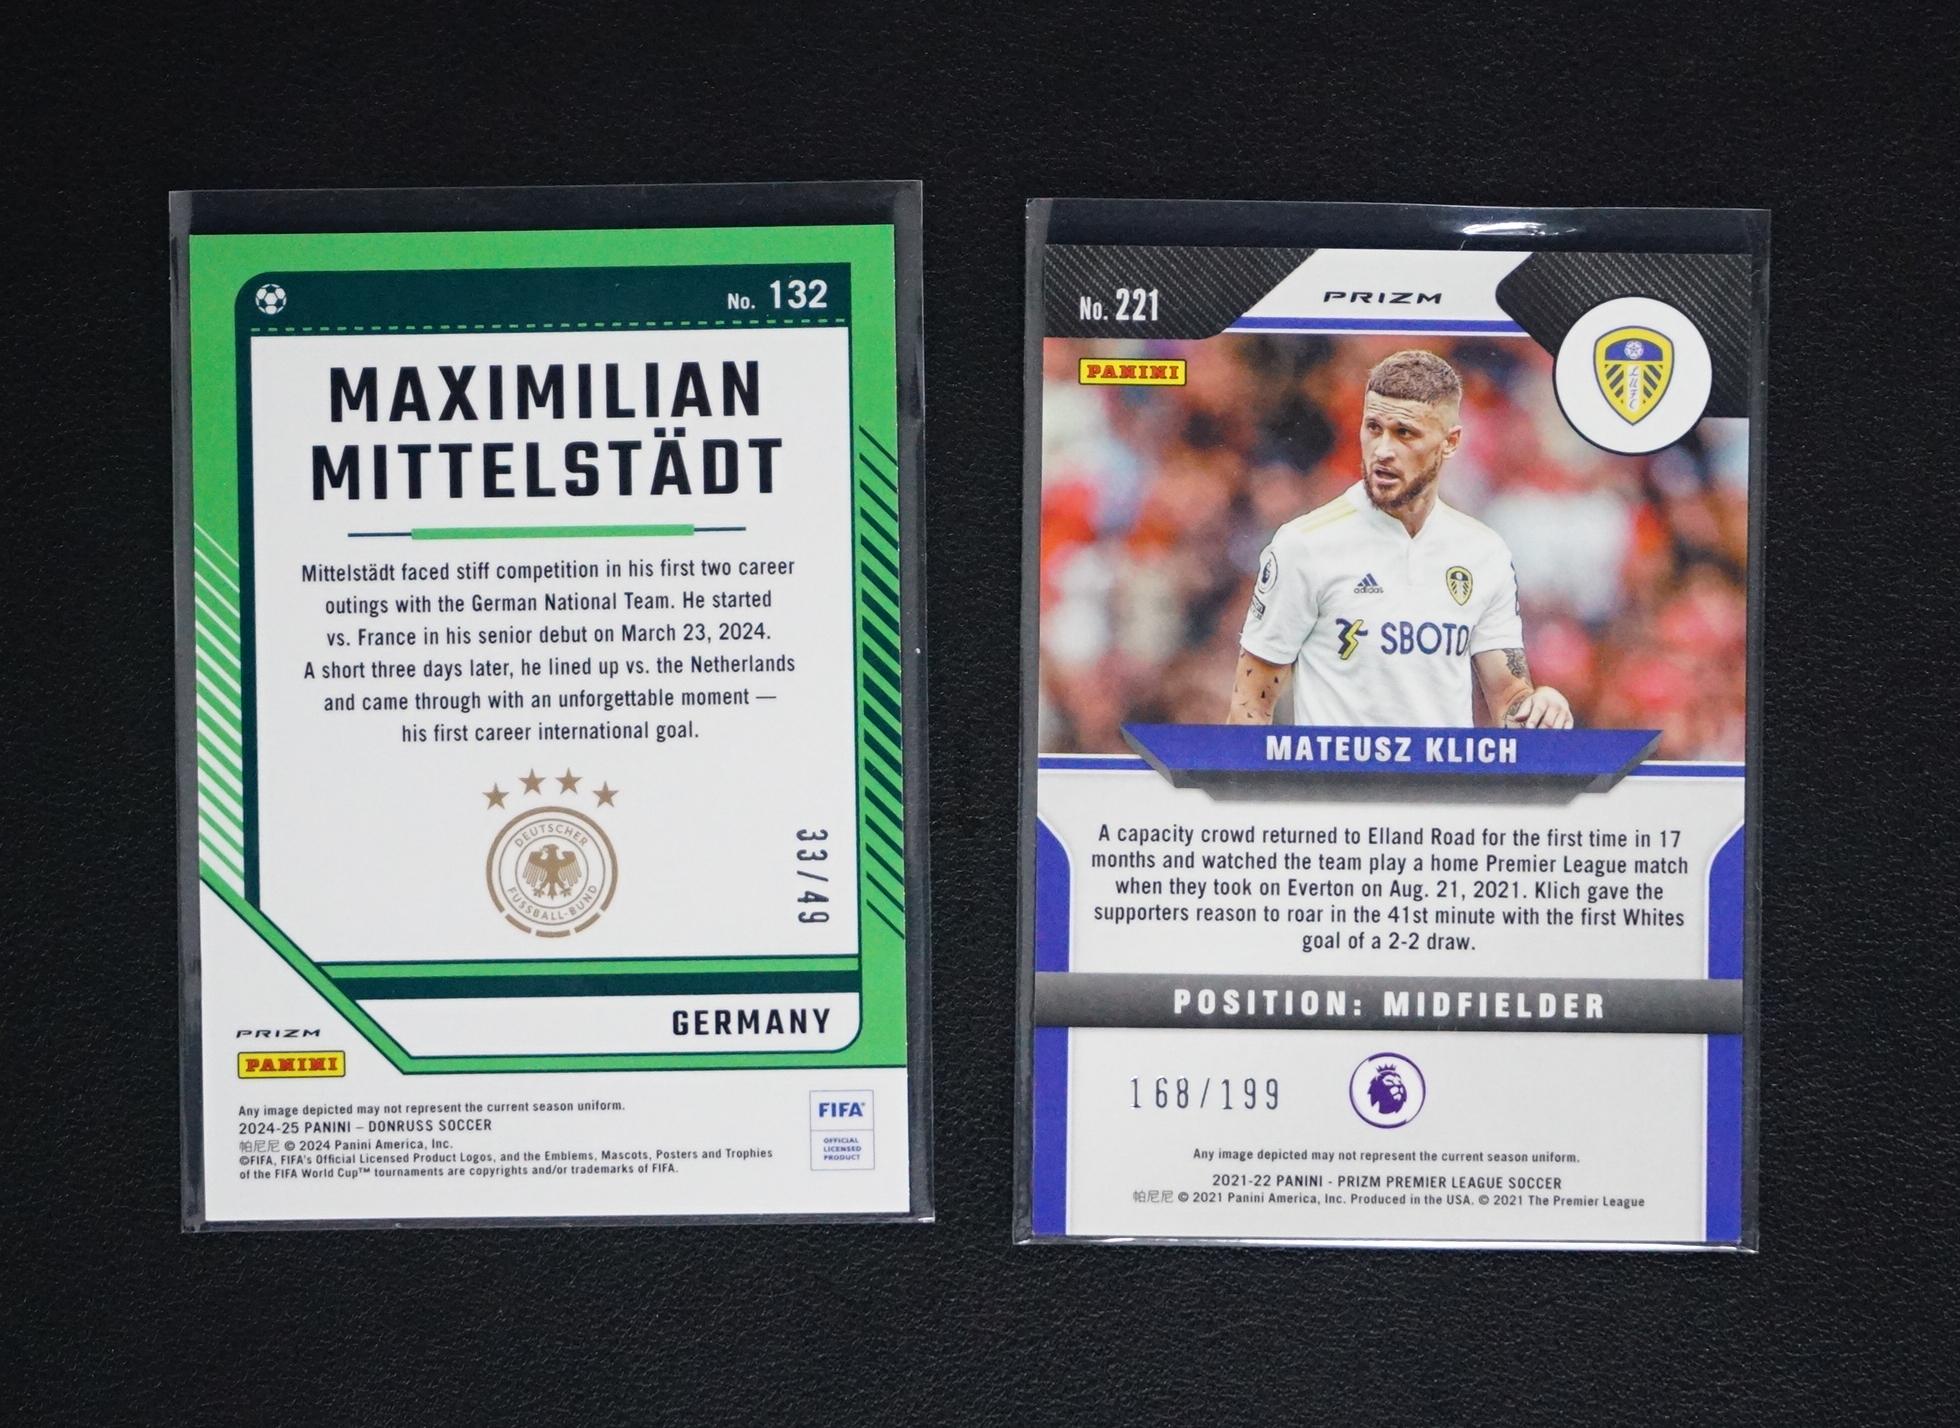 No. 132
MAXIMILIAN
MITTELSTÄDT
Mittelstädt faced stiff competition in his first two career
outings with the German National Team. He started
vs. France in his senior debut on March 23, 2024.
A short three days later, he lined up vs. the Netherlands
and came through with an unforgettable moment —
his first career international goal.
DEUTSCHER
FUSSBALL-BUND
33/49
GERMANY
PRIZM
PANINI
Any image depicted may not represent the current season uniform.
2024-25 PANINI – DONRUSS SOCCER
帕尼尼 © 2024 Panini America, Inc.
©FIFA, FIFA's Official Licensed Product Logos, and the Emblems, Mascots, Posters and Trophies
of the FIFA World Cup™ tournaments are copyrights and/or trademarks of FIFA.
FIFA®
OFFICIAL
LICENSED
PRODUCT
No. 221
PRIZM
PANINI
LUFC
adidas
SBOTO
MATEUSZ KLICH
A capacity crowd returned to Elland Road for the first time in 17
months and watched the team play a home Premier League match
when they took on Everton on Aug. 21, 2021. Klich gave the
supporters reason to roar in the 41st minute with the first Whites
goal of a 2-2 draw.
POSITION: MIDFIELDER
168/199
Any image depicted may not represent the current season uniform.
2021-22 PANINI - PRIZM PREMIER LEAGUE SOCCER
帕尼尼 © 2021 Panini America, Inc. Produced in the USA. © 2021 The Premier League